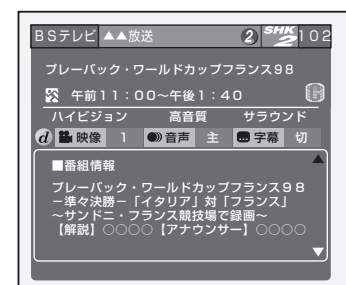 BSテレビ ▲▲放送 2 SHK2 102
プレーバック・ワールドカップフランス98
午前11:00~午後1:40
ハイビジョン 高音質 サラウンド
d 映像 1 音声 主 字幕 切
■番組情報
プレーバック・ワールドカップフランス98
−準々決勝−「イタリア」対「フランス」
~サンドニ・フランス競技場で録画~
【解説】○○○○【アナウンサー】○○○○